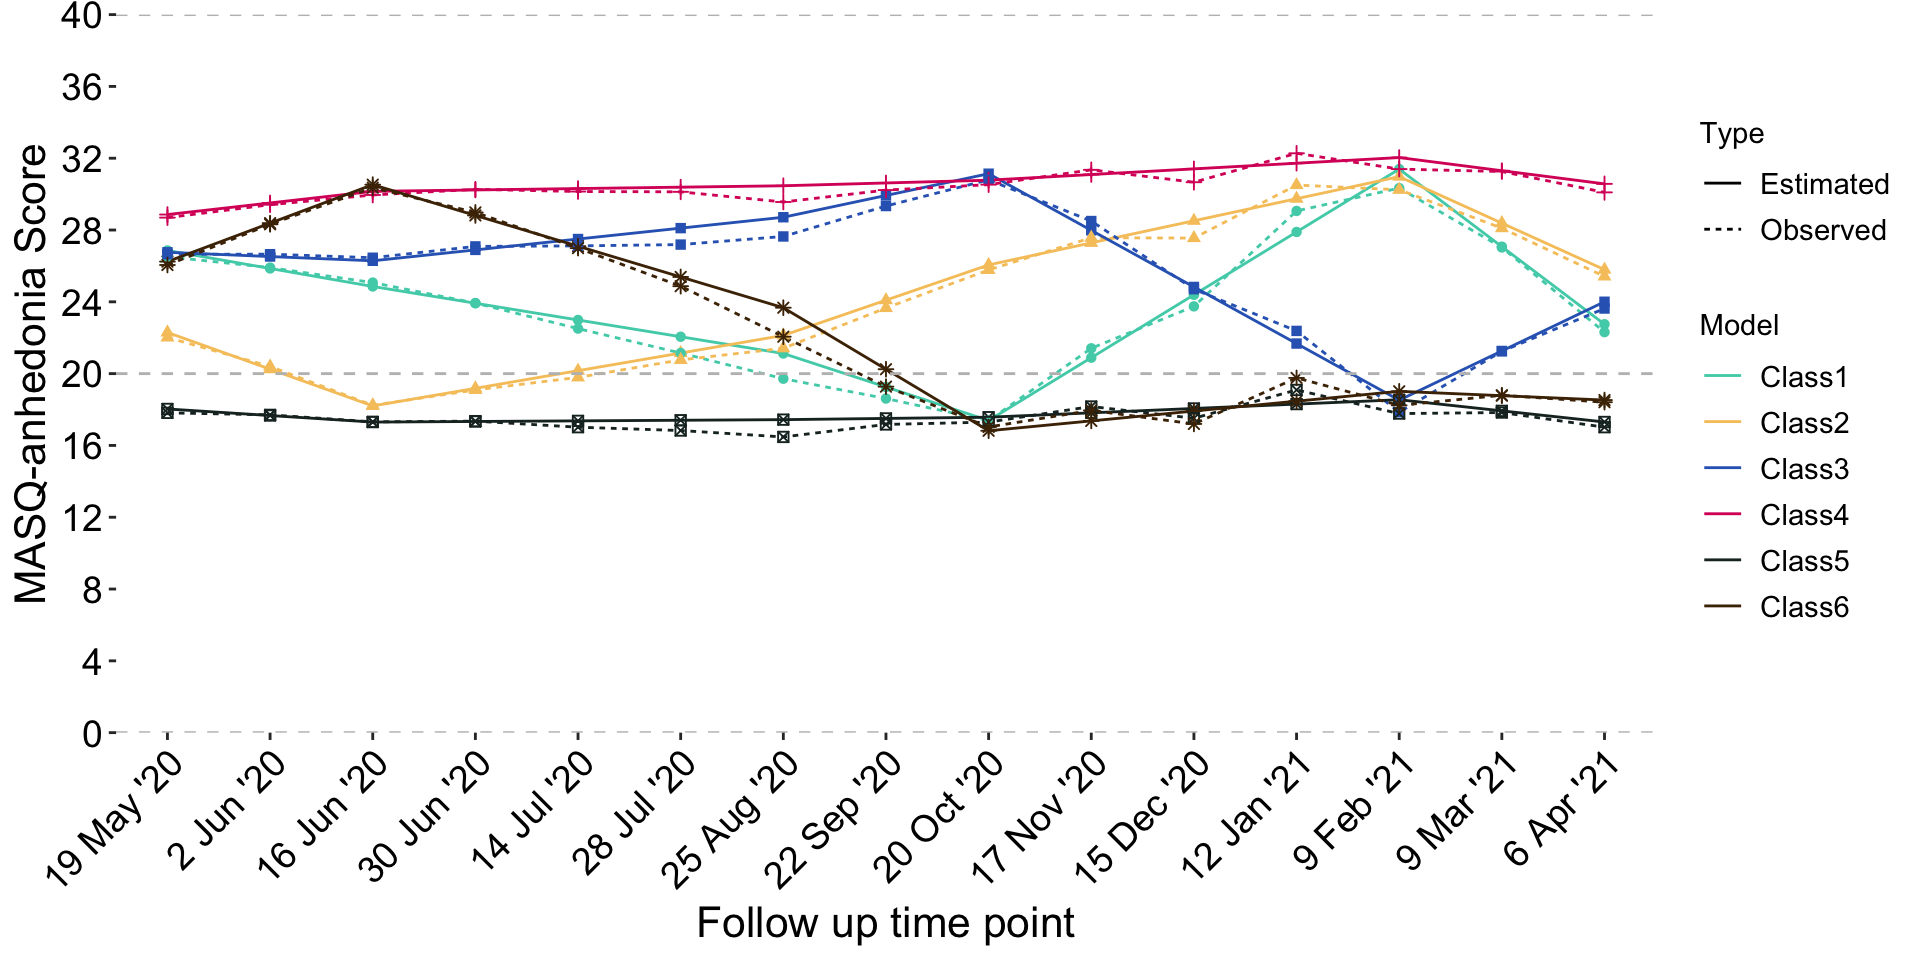 MASQ-anhedonia Score
40
36
32
28
24
20
16
12
8
4
0
19 May '20
2 Jun '20
16 Jun '20
30 Jun '20
14 Jul '20
28 Jul '20
25 Aug '20
22 Sep '20
20 Oct '20
17 Nov '20
15 Dec '20
12 Jan '21
9 Feb '21
9 Mar '21
6 Apr '21
Follow up time point
Type
Estimated
Observed
Model
Class1
Class2
Class3
Class4
Class5
Class6